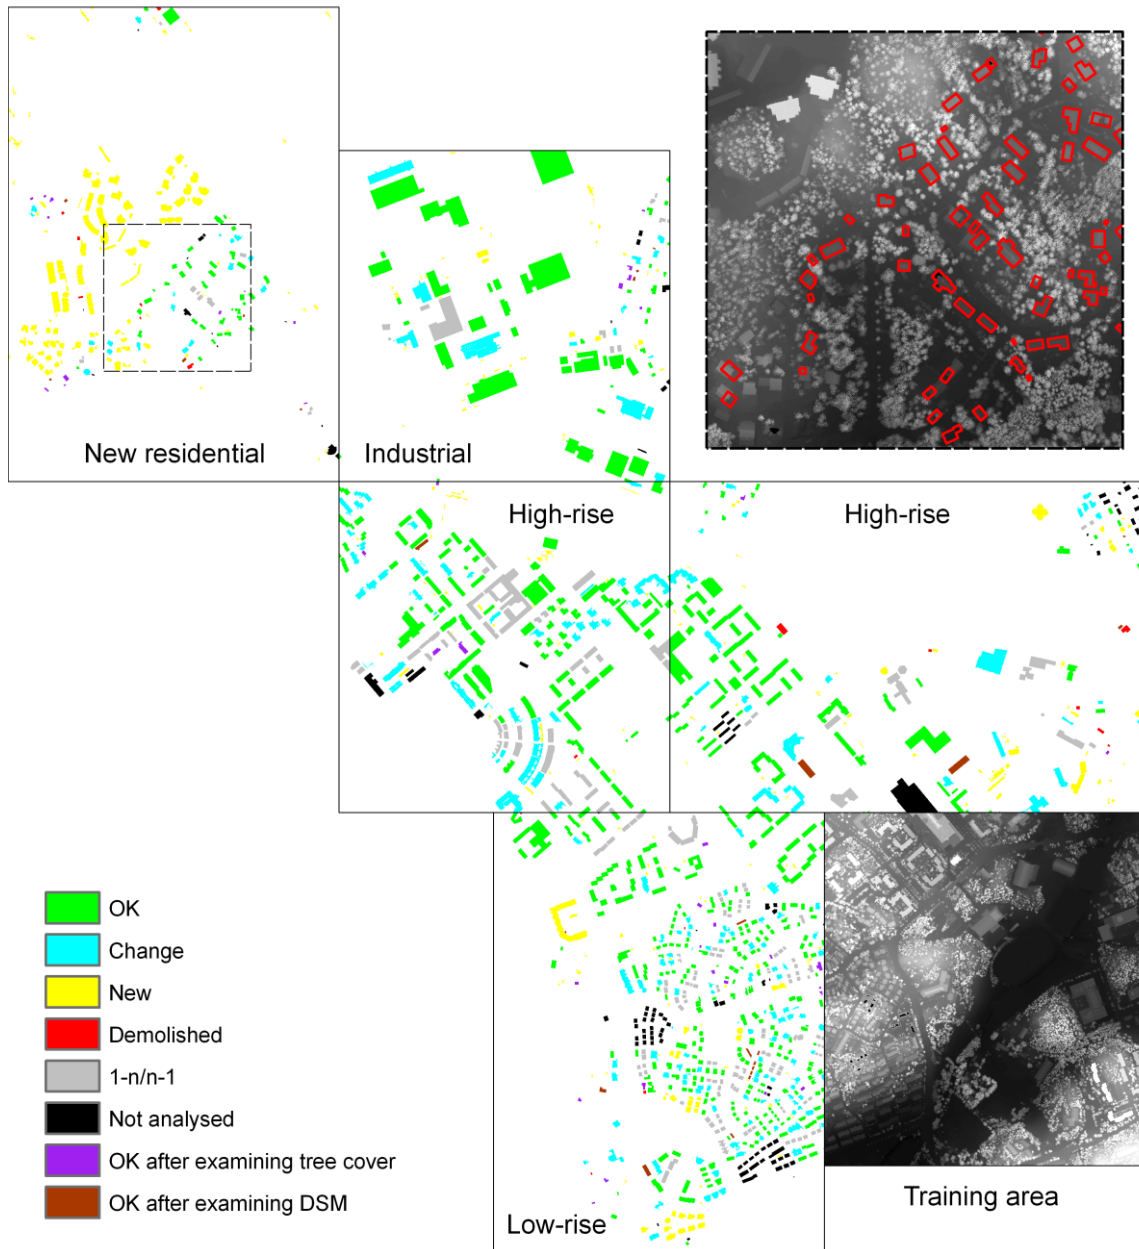 New residential
Industrial
High-rise
High-rise
OK
Change
New
Demolished
1-n/n-1
Not analysed
OK after examining tree cover
OK after examining DSM
Low-rise
Training area